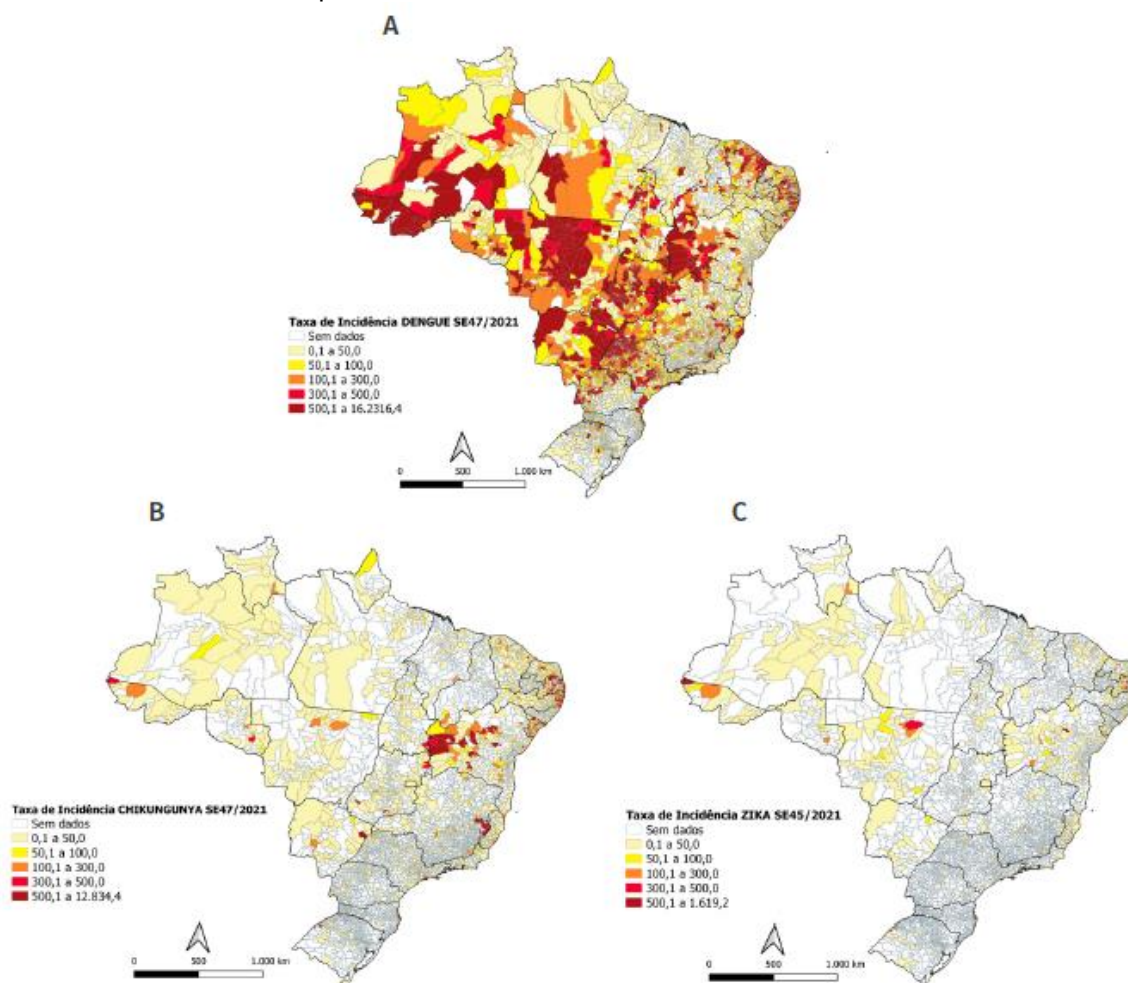 A
Taxa de Incidência DENGUE SE47/2021
Sem dados
0,1 a 50,0
50,1 a 100,0
100,1 a 300,0
300,1 a 500,0
500,1 a 16.2316,4
0 500 1.000 km
B
Taxa de Incidência CHIKUNGUNYA SE47/2021
Sem dados
0,1 a 50,0
50,1 a 100,0
100,1 a 300,0
300,1 a 500,0
500,1 a 12.834,4
0 500 1.000 km
C
Taxa de Incidência ZIKA SE45/2021
Sem dados
0,1 a 50,0
50,1 a 100,0
100,1 a 300,0
300,1 a 500,0
500,1 a 1.619,2
0 500 1.000 km